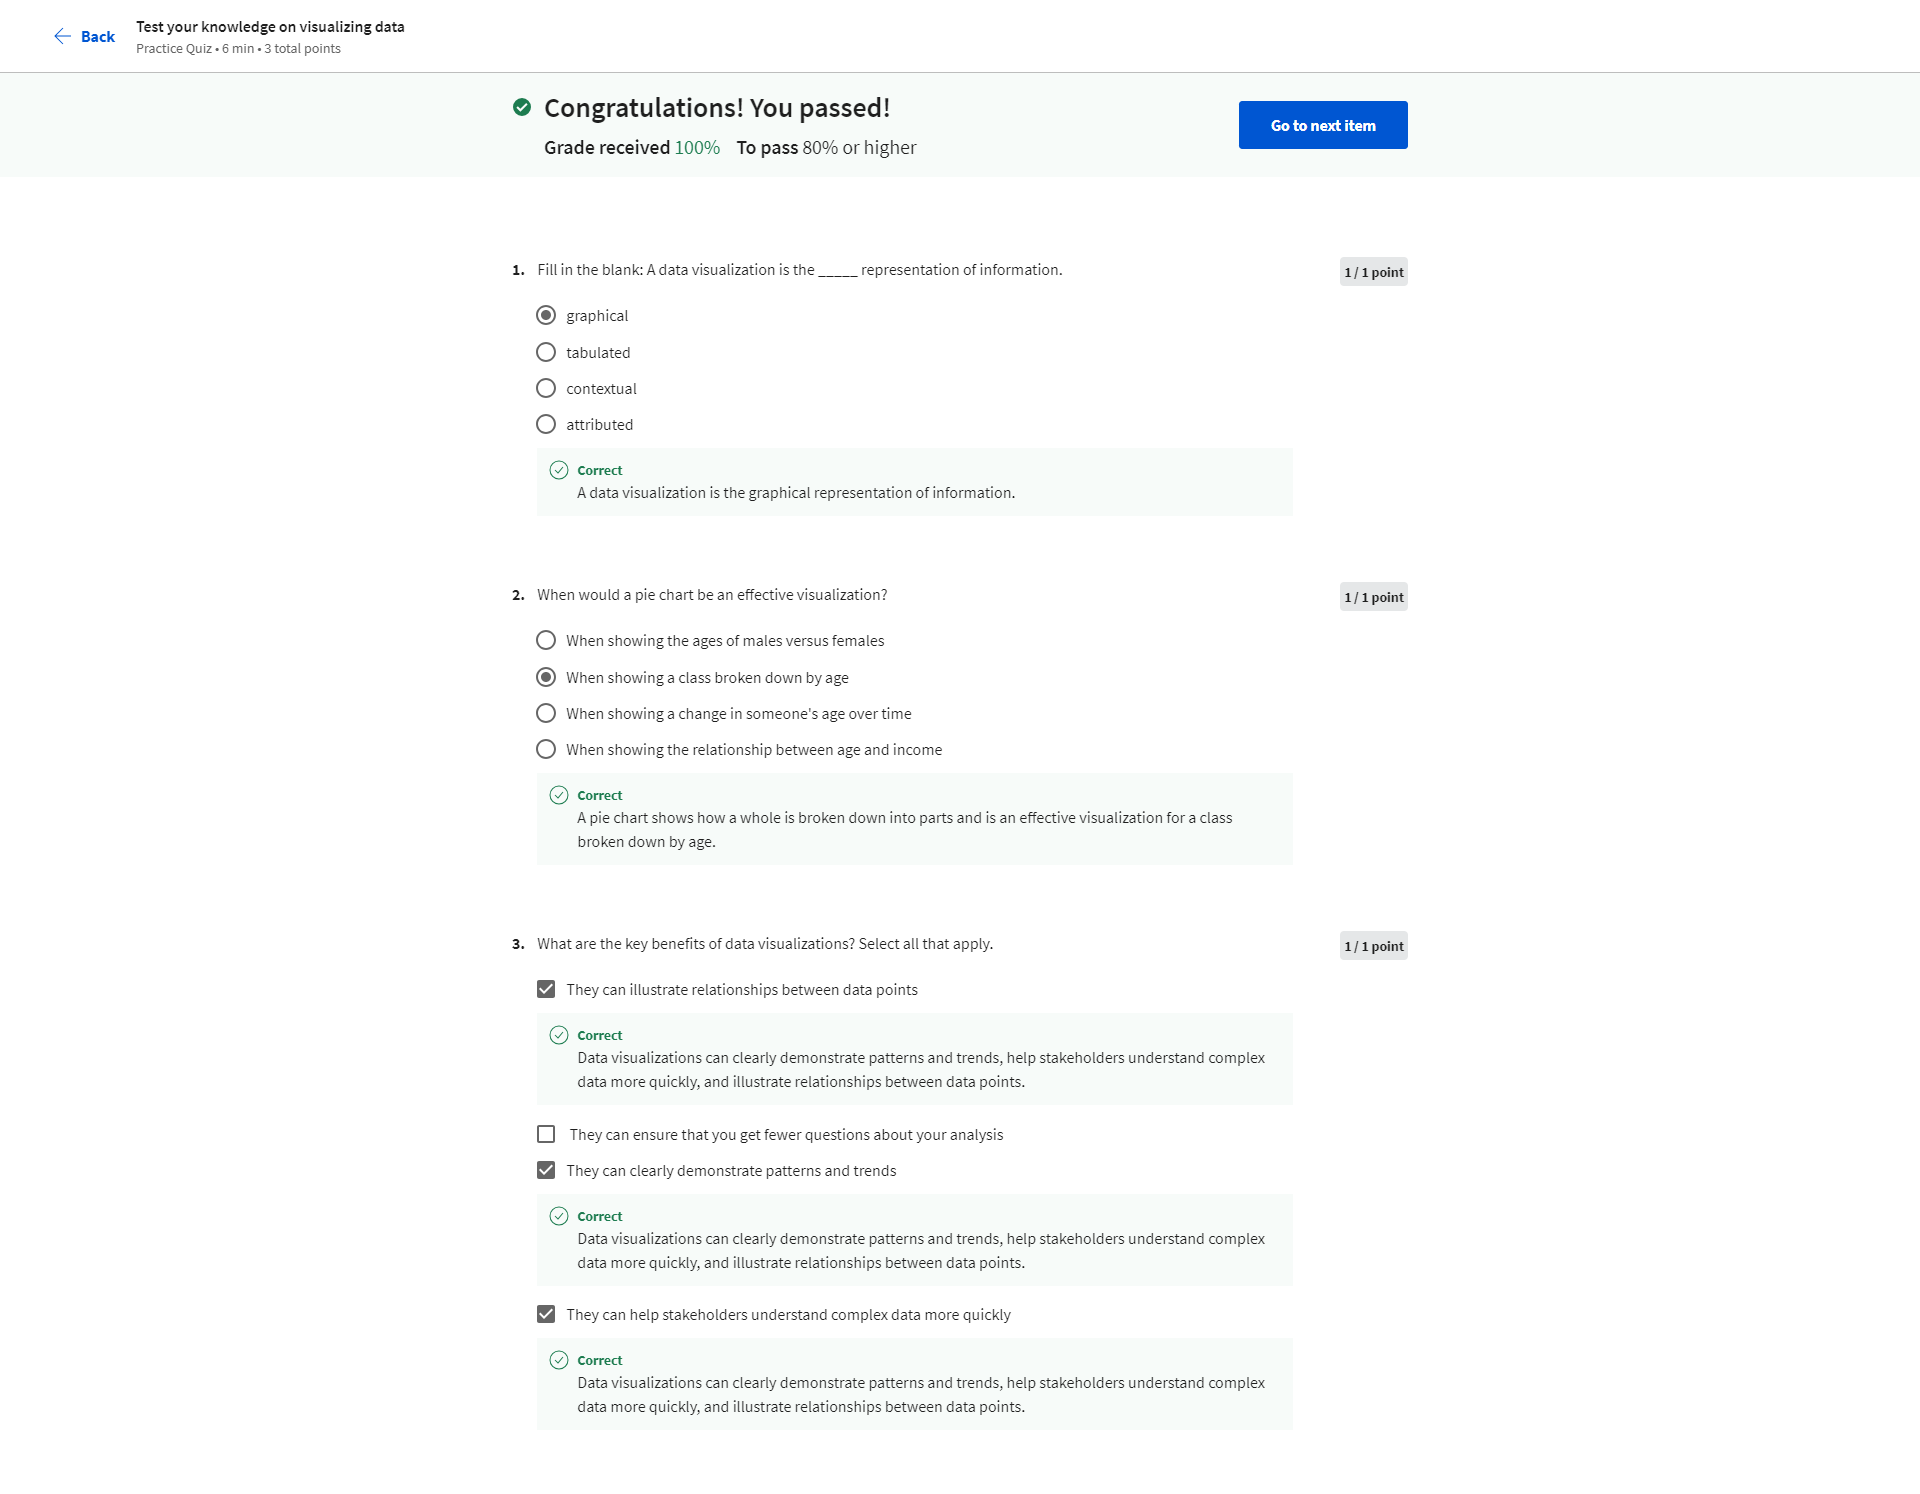 Back
Test your knowledge on visualizing data
Practice Quiz • 6 min • 3 total points
Congratulations! You passed!
Grade received 100% To pass 80% or higher
Go to next item
1. Fill in the blank: A data visualization is the _____ representation of information.
1 / 1 point
graphical
tabulated
contextual
attributed
Correct
A data visualization is the graphical representation of information.
2. When would a pie chart be an effective visualization?
1 / 1 point
When showing the ages of males versus females
When showing a class broken down by age
When showing a change in someone's age over time
When showing the relationship between age and income
Correct
A pie chart shows how a whole is broken down into parts and is an effective visualization for a class
broken down by age.
3. What are the key benefits of data visualizations? Select all that apply.
1 / 1 point
They can illustrate relationships between data points
Correct
Data visualizations can clearly demonstrate patterns and trends, help stakeholders understand complex
data more quickly, and illustrate relationships between data points.
They can ensure that you get fewer questions about your analysis
They can clearly demonstrate patterns and trends
Correct
Data visualizations can clearly demonstrate patterns and trends, help stakeholders understand complex
data more quickly, and illustrate relationships between data points.
They can help stakeholders understand complex data more quickly
Correct
Data visualizations can clearly demonstrate patterns and trends, help stakeholders understand complex
data more quickly, and illustrate relationships between data points.